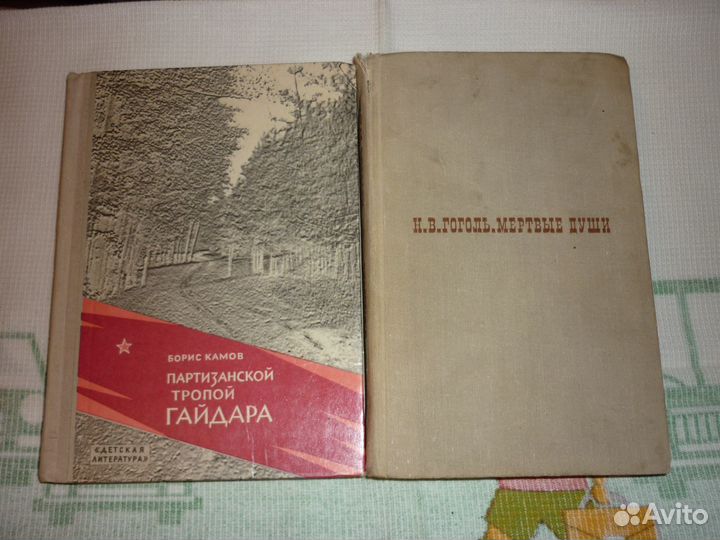 БОРИС КАМОВ
ПАРТИЗАНСКОЙ
ТРОПОЙ
ГАЙДАРА
«ДЕТСКАЯ
ЛИТЕРАТУРА»
Н.В.ГОГОЛЬ.МЕРТВЫЕ ДУШИ
Avito